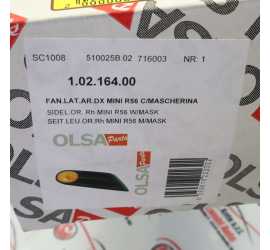 SC1008 510025B 02 716003 NR: 1
1.02.164.00
FAN.LAT.AR.DX MINI R56 C/MASCHERINA
SIDEL.OR. Rh MINI R56 W/MASK
SEIT.LEU.OR.Rh MINI R56 M/MASK
OLSA Parts
OLSA